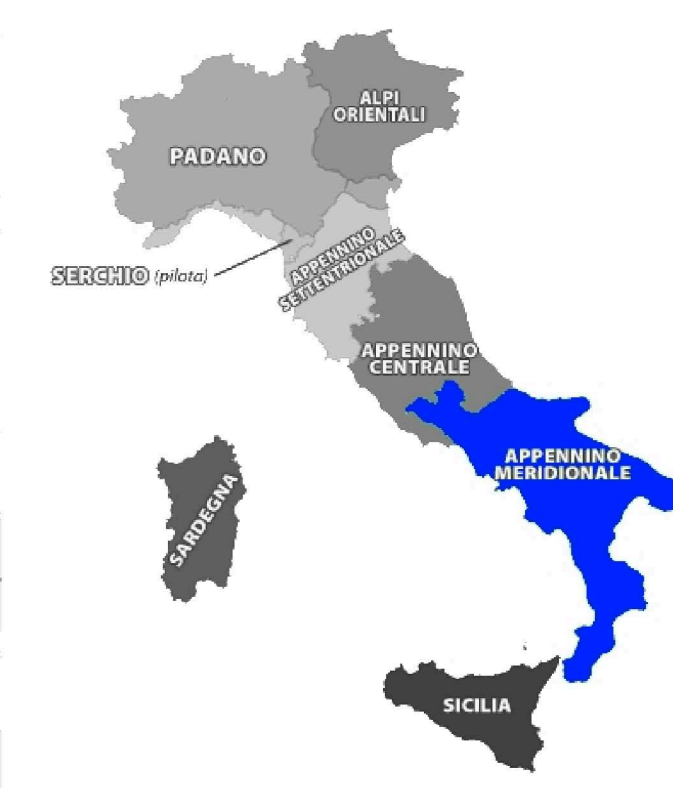 ALPI
ORIENTALI
PADANO
SERCHIO (pilota)
APPENNINO
SETTENTRIONALE
APPENNINO
CENTRALE
APPENNINO
MERIDIONALE
SARDEGNA
SICILIA